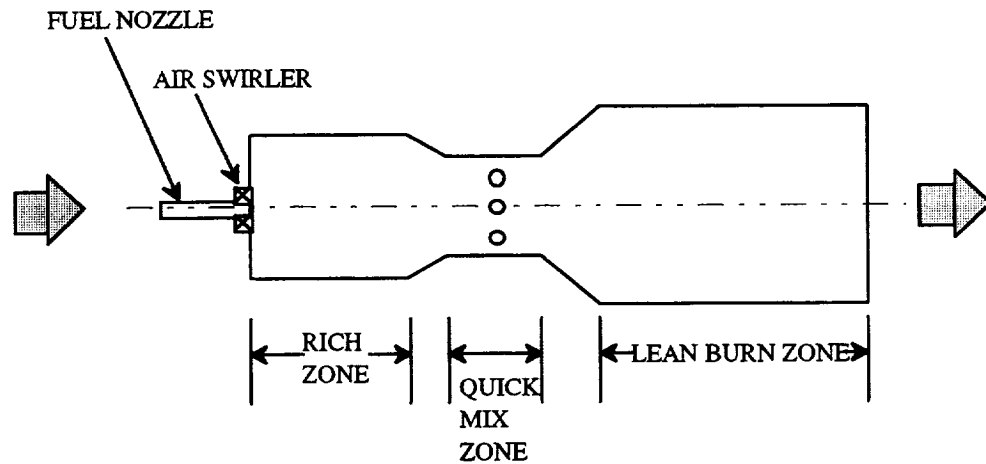 FUEL NOZZLE
AIR SWIRLER
RICH
ZONE
QUICK
MIX
ZONE
LEAN BURN ZONE